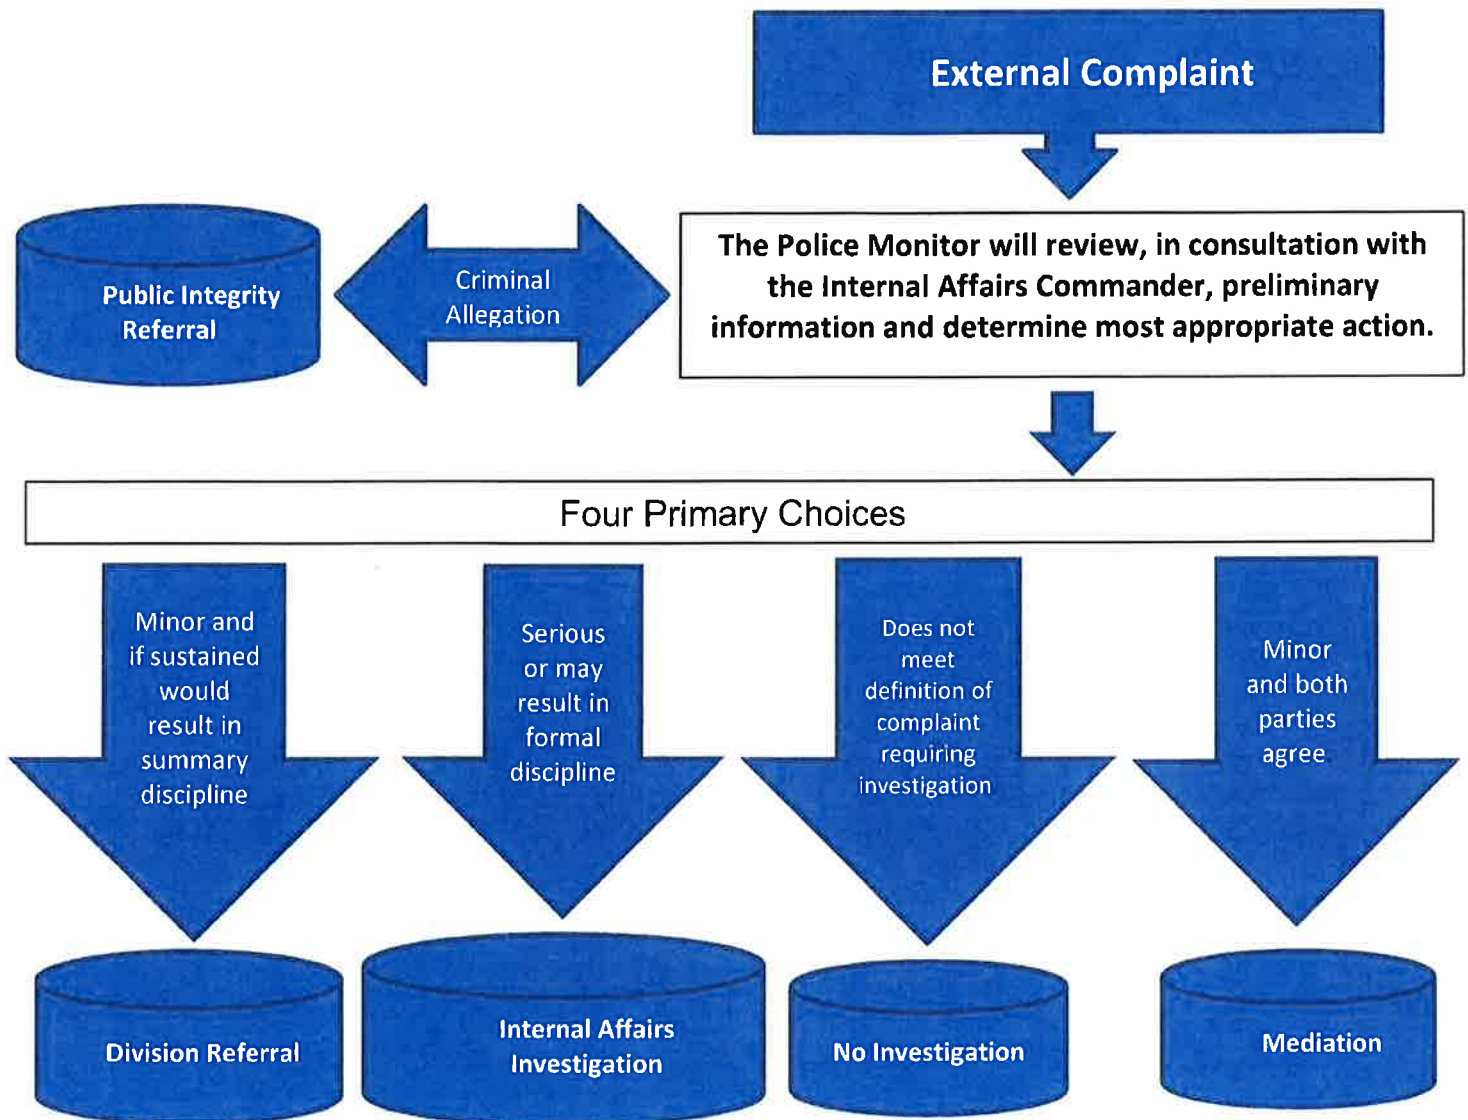 External Complaint
Public Integrity
Referral
Criminal
Allegation
The Police Monitor will review, in consultation with
the Internal Affairs Commander, preliminary
information and determine most appropriate action.
Four Primary Choices
Minor and
if sustained
would
result in
summary
discipline
Serious
or may
result in
formal
discipline
Does not
meet
definition of
complaint
requiring
investigation
Minor
and both
parties
agree
Division Referral
Internal Affairs
Investigation
No Investigation
Mediation